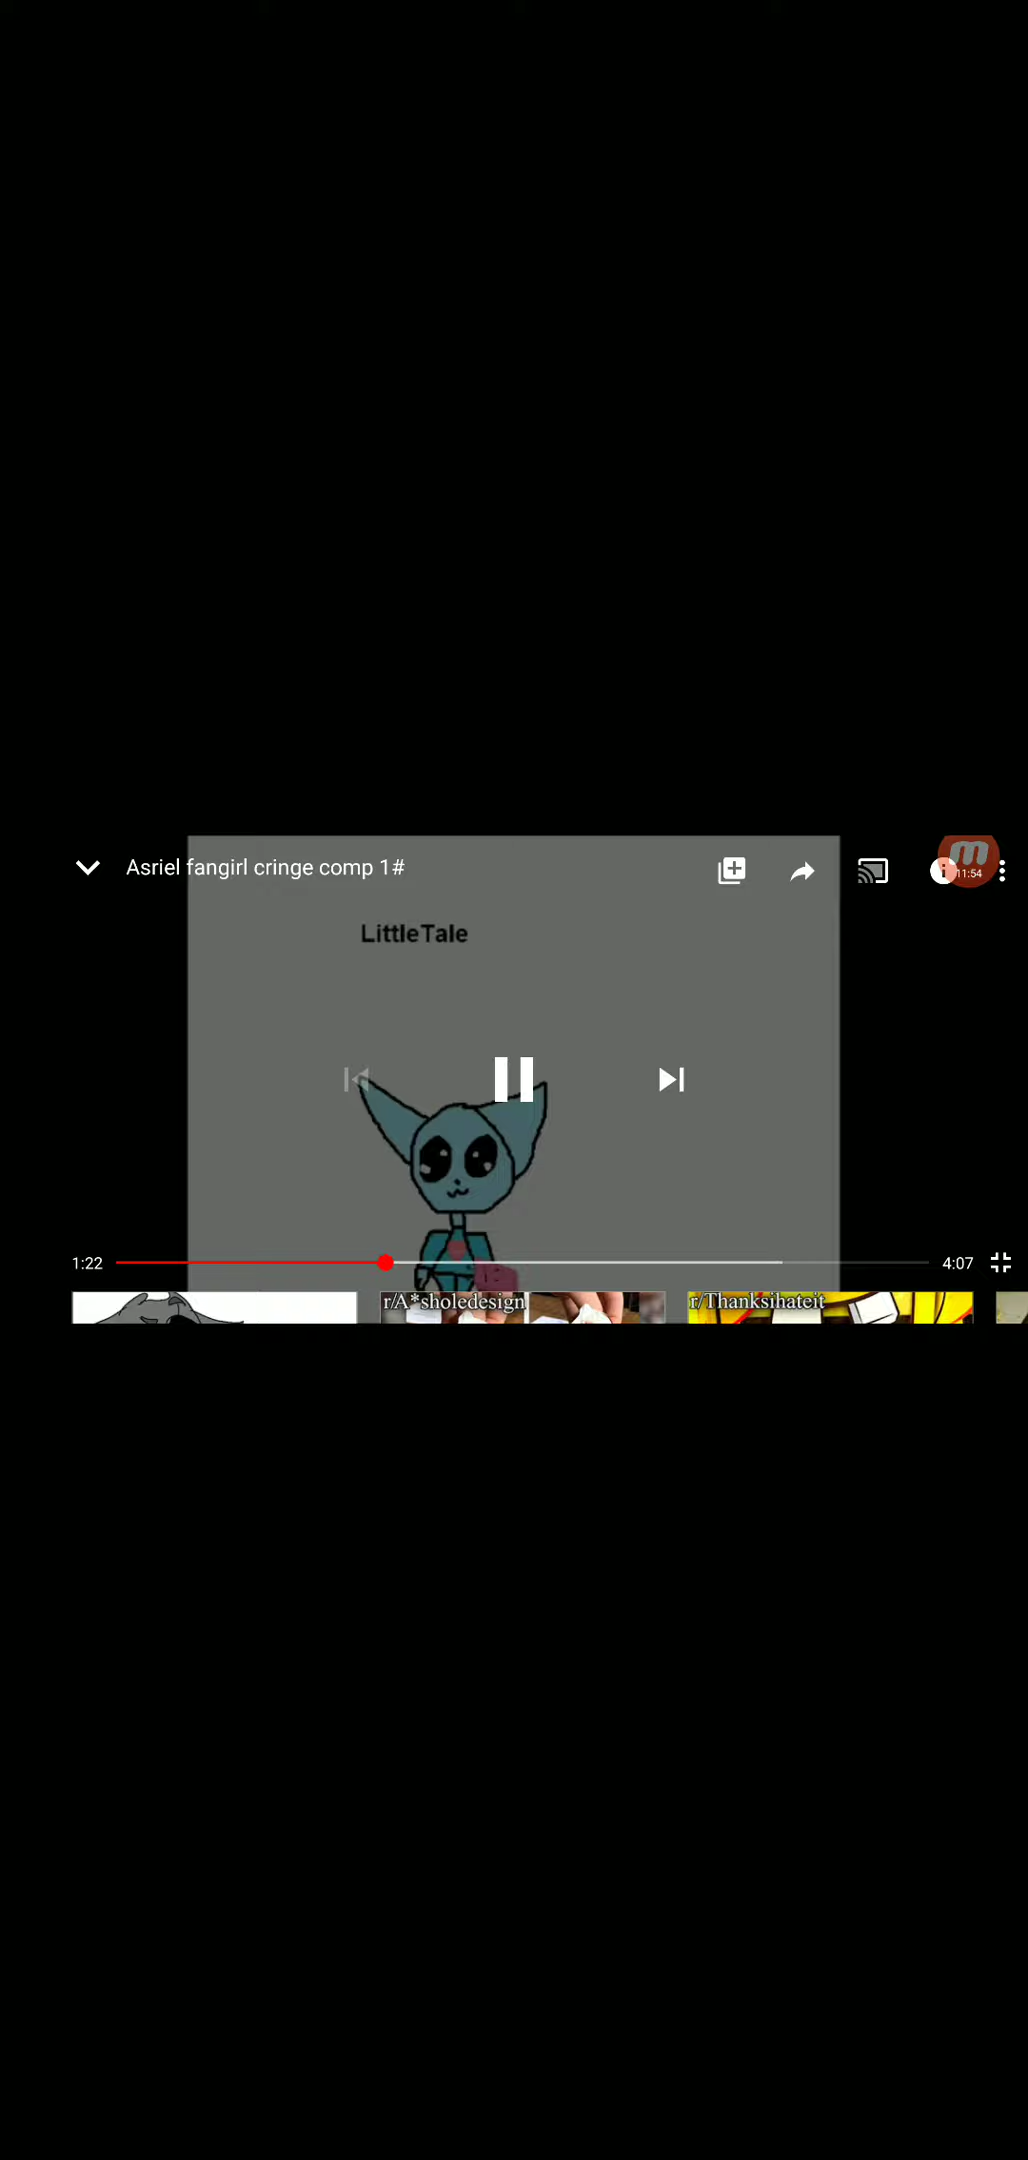 Asriel fangirl cringe comp 1#
11:54
LittleTale
1:22
4:07
r/A*sholedesign
r/Thanksihateit